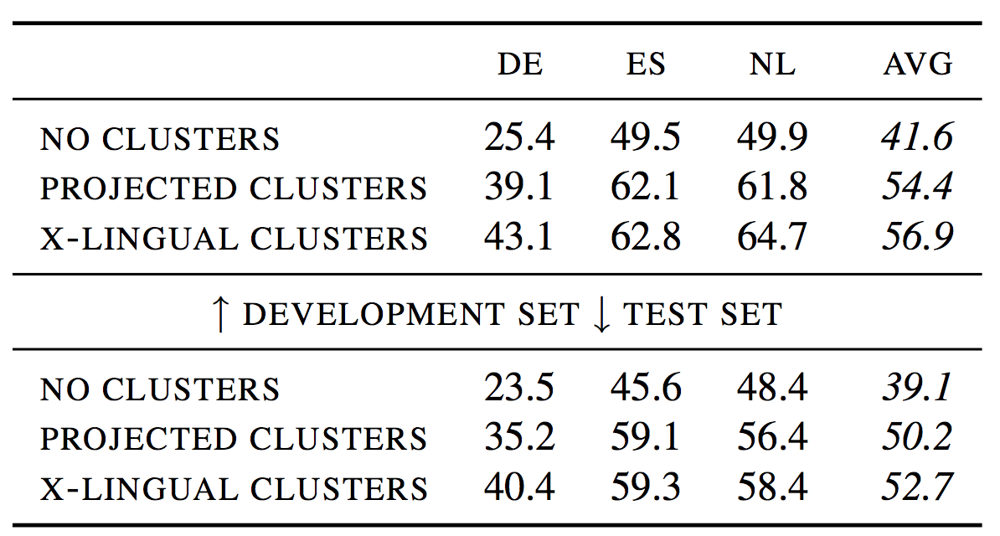 DE ES NL AVG
NO CLUSTERS 25.4 49.5 49.9 41.6
PROJECTED CLUSTERS 39.1 62.1 61.8 54.4
X-LINGUAL CLUSTERS 43.1 62.8 64.7 56.9
↑ DEVELOPMENT SET ↓ TEST SET
NO CLUSTERS 23.5 45.6 48.4 39.1
PROJECTED CLUSTERS 35.2 59.1 56.4 50.2
X-LINGUAL CLUSTERS 40.4 59.3 58.4 52.7